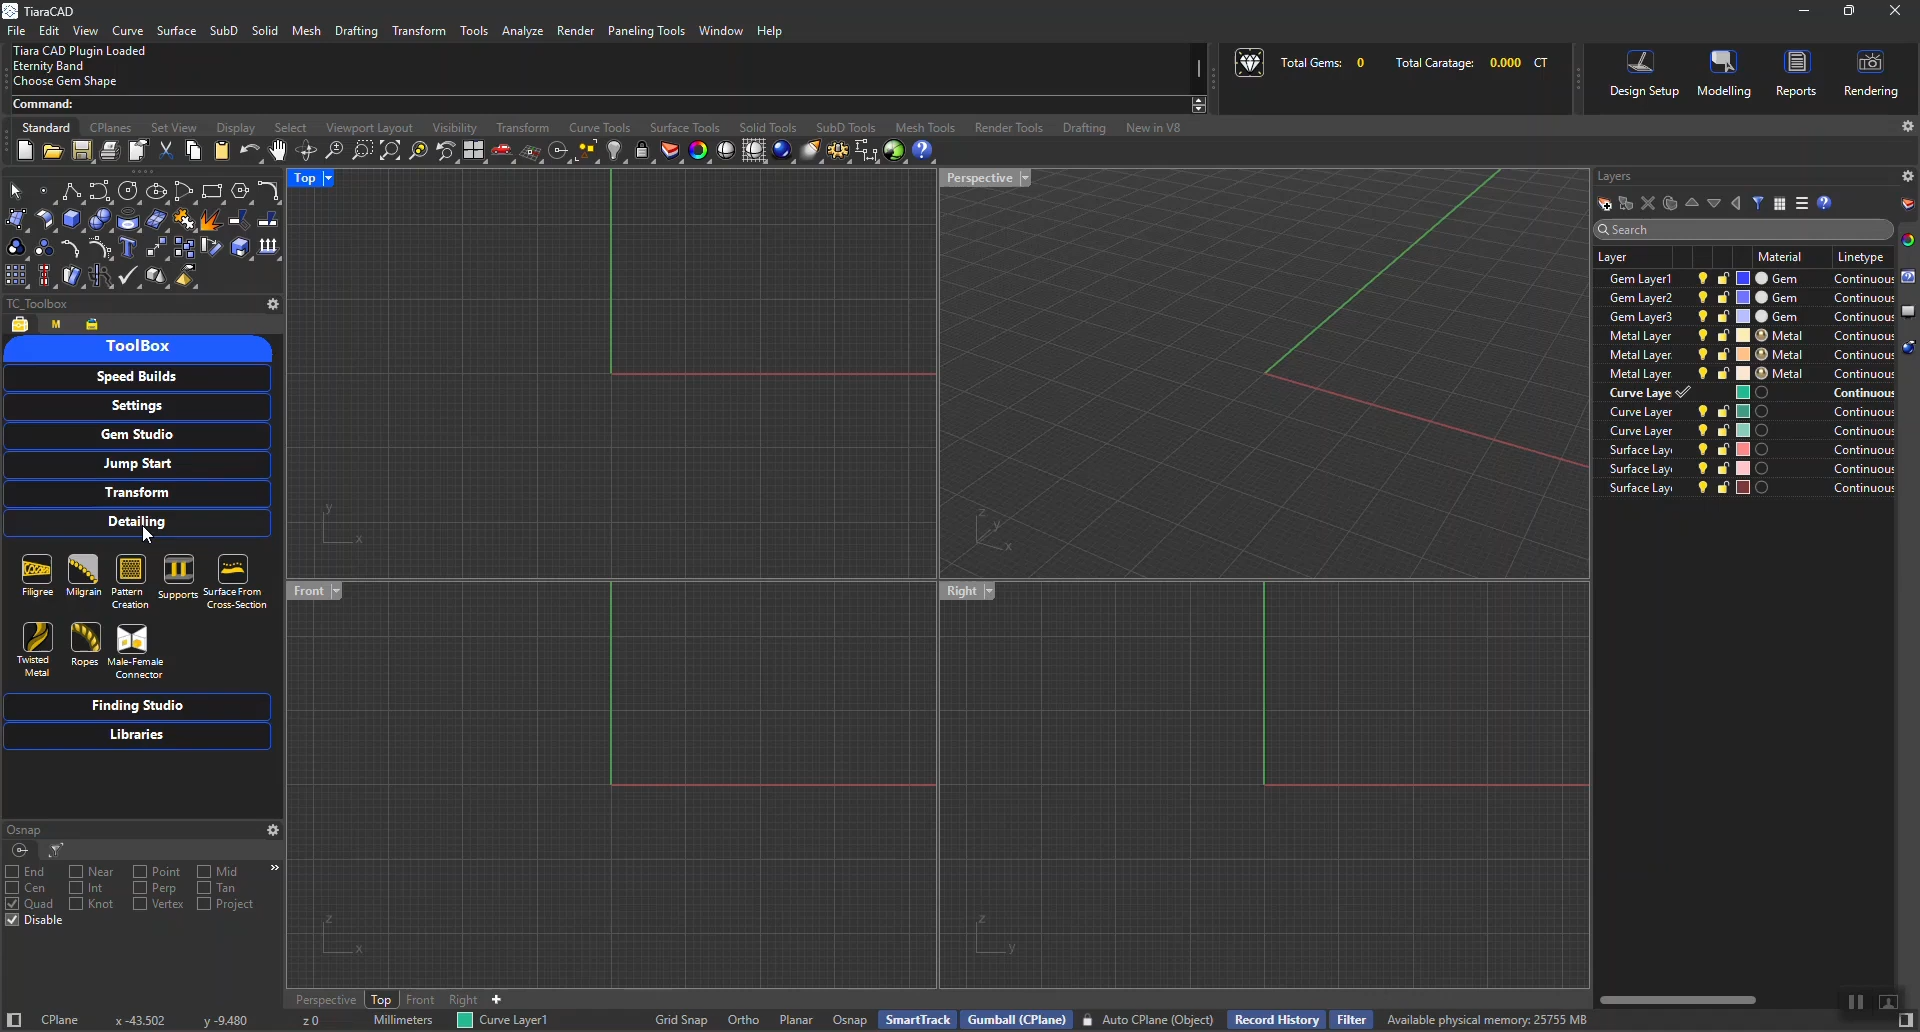 TiaraCAD
File Edit View Curve Surface SubD Solid Mesh Drafting Transform Tools Analyze Render Paneling Tools Window Help
Tiara CAD Plugin Loaded
Eternity Band
Choose Gem Shape
Command:
Total Gems: 0 Total Caratage: 0.000 CT
Design Setup Modelling Reports Rendering
Standard CPlanes Set View Display Select Viewport Layout Visibility Transform Curve Tools Surface Tools Solid Tools SubD Tools Mesh Tools Render Tools Drafting New in V8
TC_Toolbox
M
ToolBox
Speed Builds
Settings
Gem Studio
Jump Start
Transform
Detailing
Filigree Milgrain Pattern Creation Supports Surface From Cross-Section
Twisted Metal Ropes Male-Female Connector
Finding Studio
Libraries
Osnap
End Near Point Mid
Cen Int Perp Tan
Quad Knot Vertex Project
Disable
Top
y
x
Perspective
z
y
x
Front
z
x
Right
z
y
Layers
Search
Layer Material Linetype
Gem Layer1 Gem Continuous
Gem Layer2 Gem Continuous
Gem Layer3 Gem Continuous
Metal Layer Metal Continuous
Metal Layer Metal Continuous
Metal Layer Metal Continuous
Curve Laye Continuous
Curve Layer Continuous
Curve Layer Continuous
Surface Lay Continuous
Surface Lay Continuous
Surface Lay Continuous
Perspective Top Front Right
CPlane x -43.502 y -9.480 z 0 Millimeters Curve Layer1 Grid Snap Ortho Planar Osnap SmartTrack Gumball (CPlane) Auto CPlane (Object) Record History Filter Available physical memory: 25755 MB